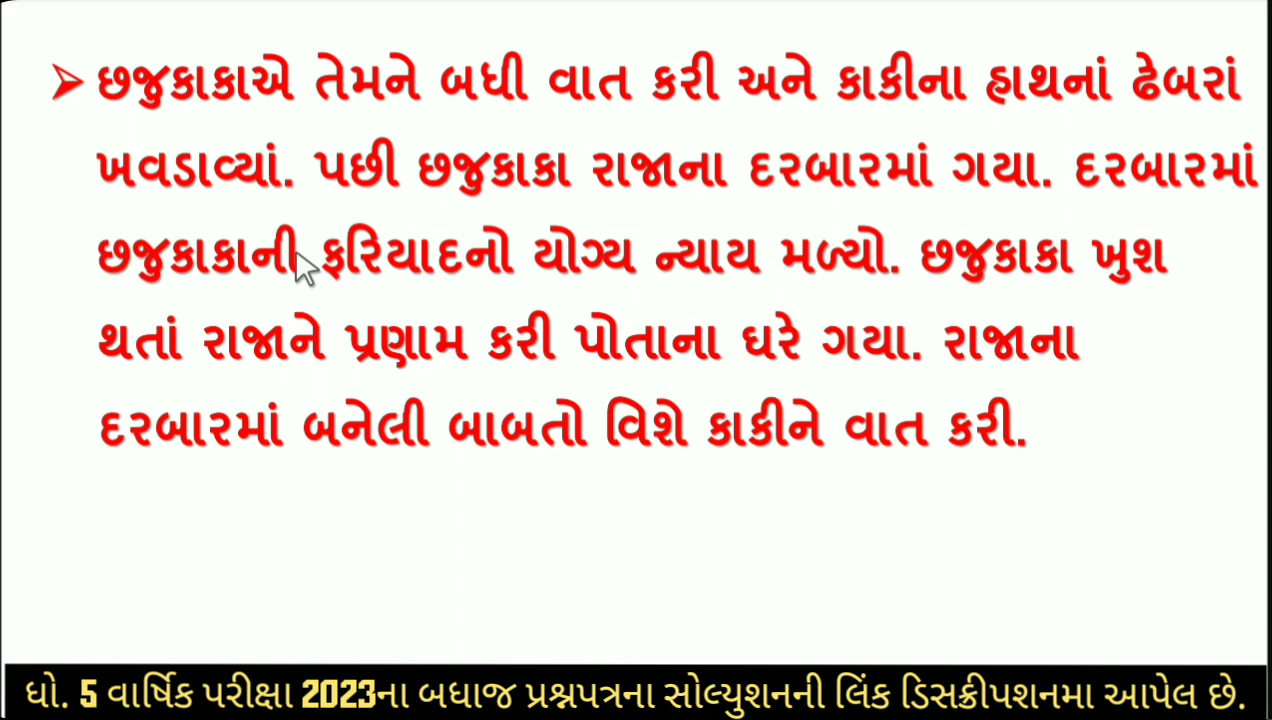 ➢ છજુકાકાએ તેમને બધી વાત કરી અને કાકીના હાથનાં ઢેબરાં
ખવડાવ્યાં. પછી છજુકાકા રાજાના દરબારમાં ગયા. દરબારમાં
છજુકાકાની ફરિયાદનો યોગ્ય ન્યાય મળ્યો. છજુકાકા ખુશ
થતાં રાજાને પ્રણામ કરી પોતાના ઘરે ગયા. રાજાના
દરબારમાં બનેલી બાબતો વિશે કાકીને વાત કરી.
ધો. 5 વાર્ષિક પરીક્ષા 2023ના બધાજ પ્રશ્નપત્રના સોલ્યુશનની લિંક ડિસક્રીપશનમા આપેલ છે.